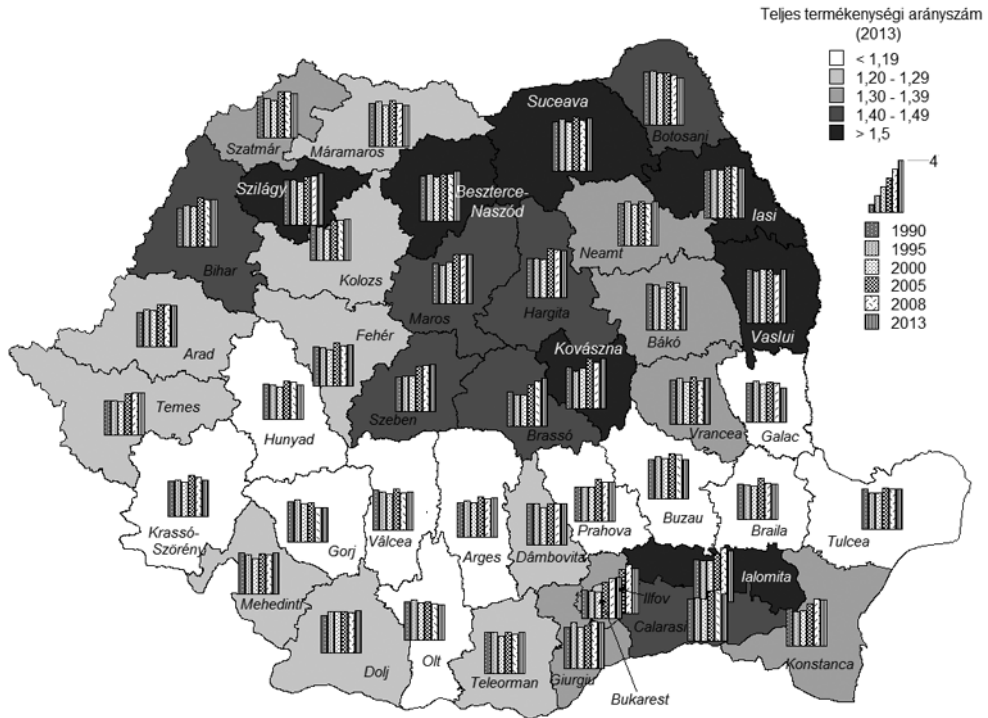 Teljes termékenységi arányszám
(2013)
< 1,19
1,20 - 1,29
1,30 - 1,39
1,40 - 1,49
> 1,5
4
1990
1995
2000
2005
2008
2013
Suceava
Botosani
Szatmár
Máramaros
Szilágy
Beszterce-
Naszód
Iasi
Neamt
Bihar
Kolozs
Maros
Hargita
Bákó
Vaslui
Arad
Fehér
Kovászna
Temes
Hunyad
Szeben
Brassó
Vrancea
Galac
Krassó-
Szörény
Gorj
Vâlcea
Arges
Dâmbovita
Prahova
Buzau
Braila
Tulcea
Mehedinti
Ialomita
Ilfov
Calarasi
Dolj
Olt
Teleorman
Giurgiu
Konstanca
Bukarest